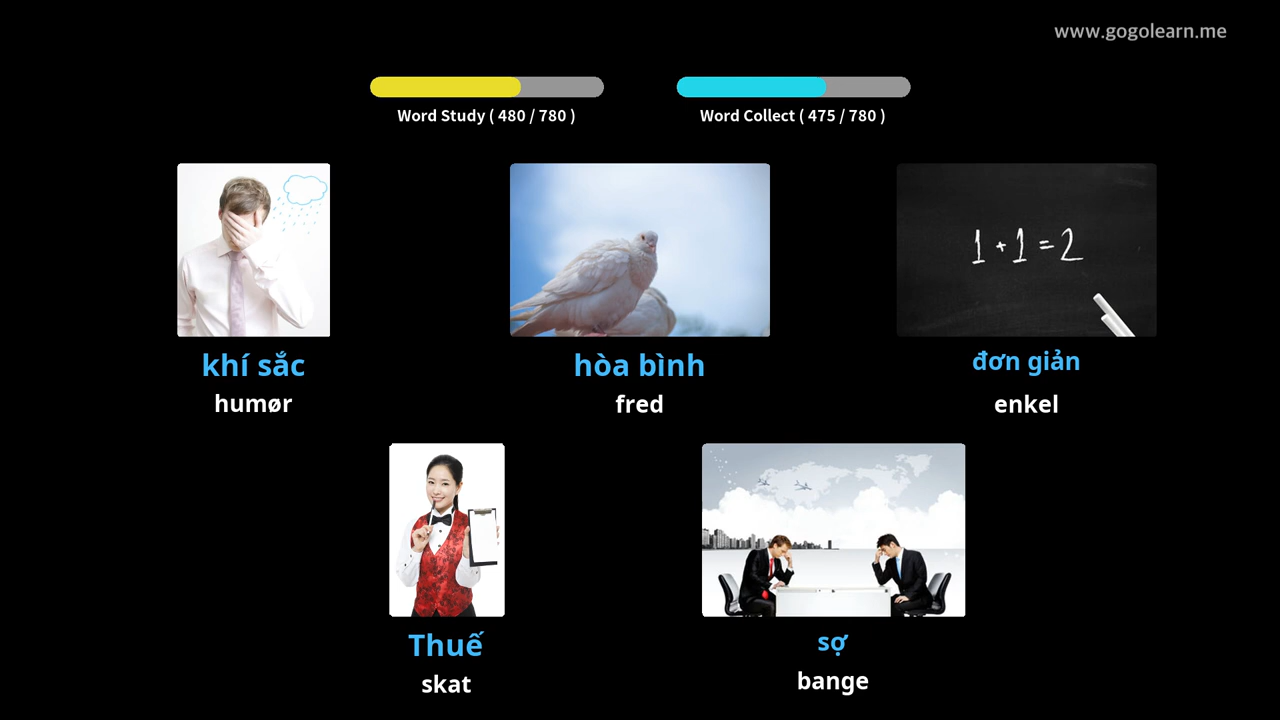 www.gogolearn.me
Word Study ( 480 / 780 )
Word Collect ( 475 / 780 )
1 + 1 = 2
khí sắc
humør
hòa bình
fred
đơn giản
enkel
Thuế
skat
sợ
bange